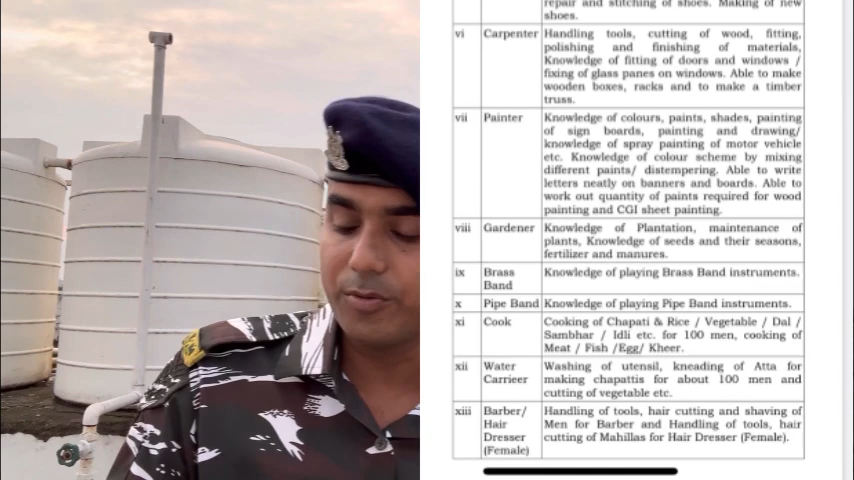 repair and stitching of shoes. Making of new
shoes.
vi Carpenter Handling tools, cutting of wood, fitting,
polishing and finishing of materials,
Knowledge of fitting of doors and windows /
fixing of glass panes on windows. Able to make
wooden boxes, racks and to make a timber
truss.
vii Painter Knowledge of colours, paints, shades, painting
of sign boards, painting and drawing/
knowledge of spray painting of motor vehicle
etc. Knowledge of colour scheme by mixing
different paints/ distempering. Able to write
letters neatly on banners and boards. Able to
work out quantity of paints required for wood
painting and CGI sheet painting.
viii Gardener Knowledge of Plantation, maintenance of
plants, Knowledge of seeds and their seasons,
fertilizer and manures.
ix Brass Knowledge of playing Brass Band instruments.
Band
x Pipe Band Knowledge of playing Pipe Band instruments.
xi Cook Cooking of Chapati & Rice / Vegetable / Dal /
Sambhar / Idli etc. for 100 men, cooking of
Meat / Fish /Egg/ Kheer.
xii Water Washing of utensil, kneading of Atta for
Carrieer making chapattis for about 100 men and
cutting of vegetable etc.
xiii Barber/ Handling of tools, hair cutting and shaving of
Hair Men for Barber and Handling of tools, hair
Dresser cutting of Mahillas for Hair Dresser (Female).
(Female)